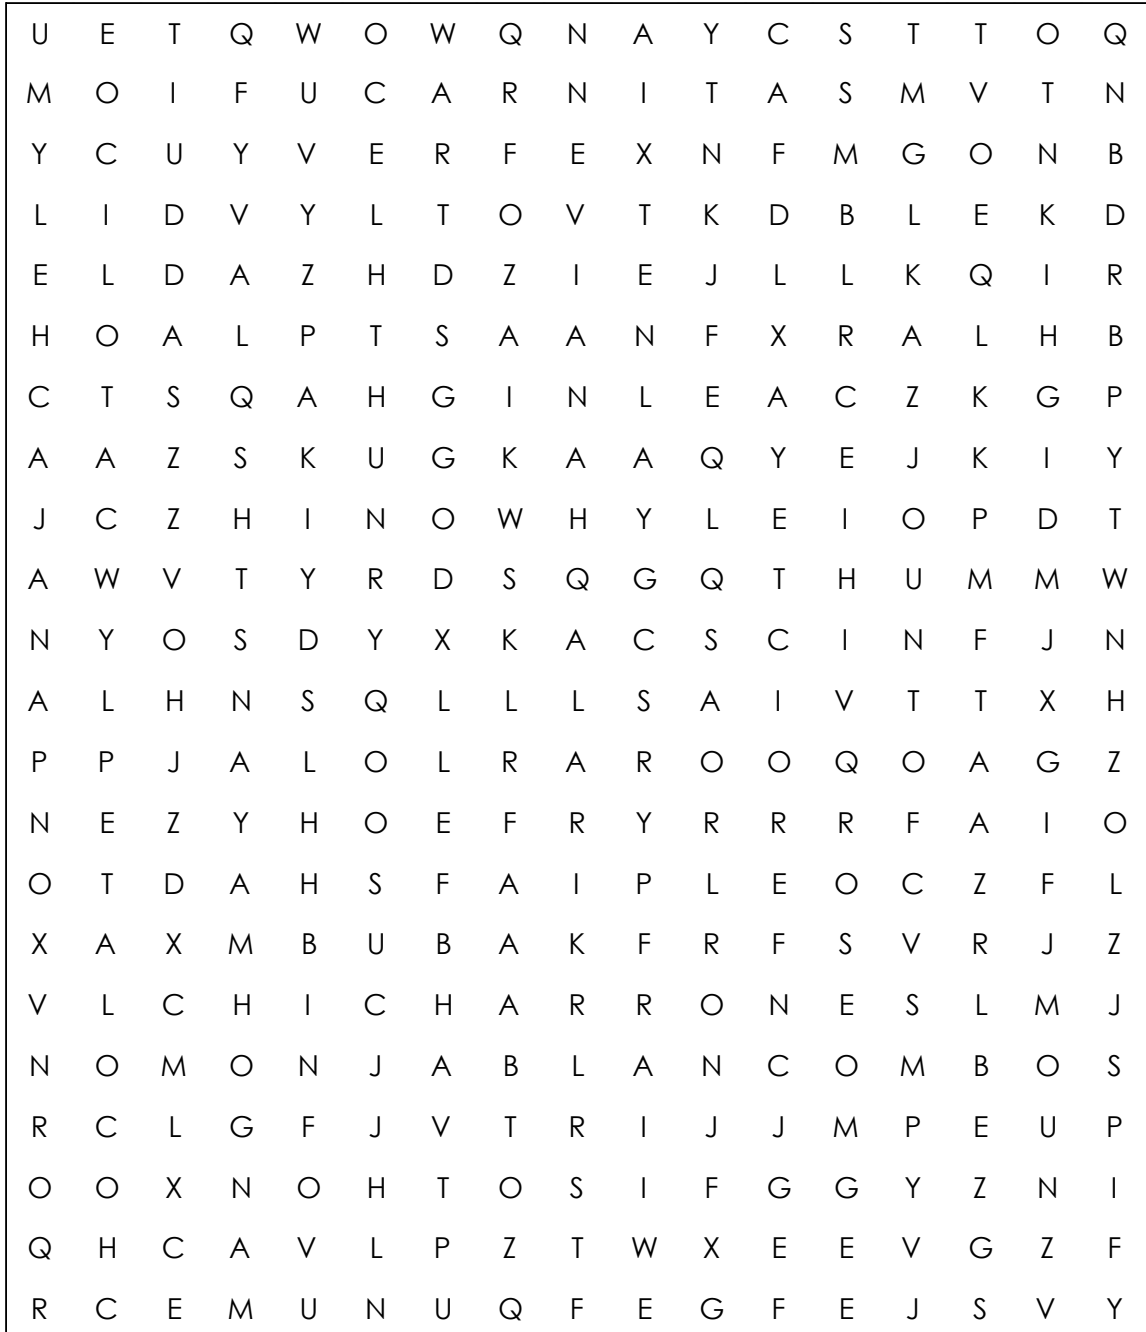 U E T Q W O W Q N A Y C S T T O Q
M O I F U C A R N I T A S M V T N
Y C U Y V E R F E X N F M G O N B
L I D V Y L T O V T K D B L E K D
E L D A Z H D Z I E J L L K Q I R
H O A L P T S A A N F X R A L H B
C T S Q A H G I N L E A C Z K G P
A A Z S K U G K A A Q Y E J K I Y
J C Z H I N O W H Y L E I O P D T
A W V T Y R D S Q G Q T H U M M W
N Y O S D Y X K A C S C I N F J N
A L H N S Q L L L S A I V T T X H
P P J A L O L R A R O O Q O A G Z
N E Z Y H O E F R Y R R R F A I O
O T D A H S F A I P L E O C Z F L
X A X M B U B A K F R F S V R J Z
V L C H I C H A R R O N E S L M J
N O M O N J A B L A N C O M B O S
R C L G F J V T R I J J M P E U P
O O X N O H T O S I F G G Y Z N I
Q H C A V L P Z T W X E E V G Z F
R C E M U N U Q F E G F E J S V Y